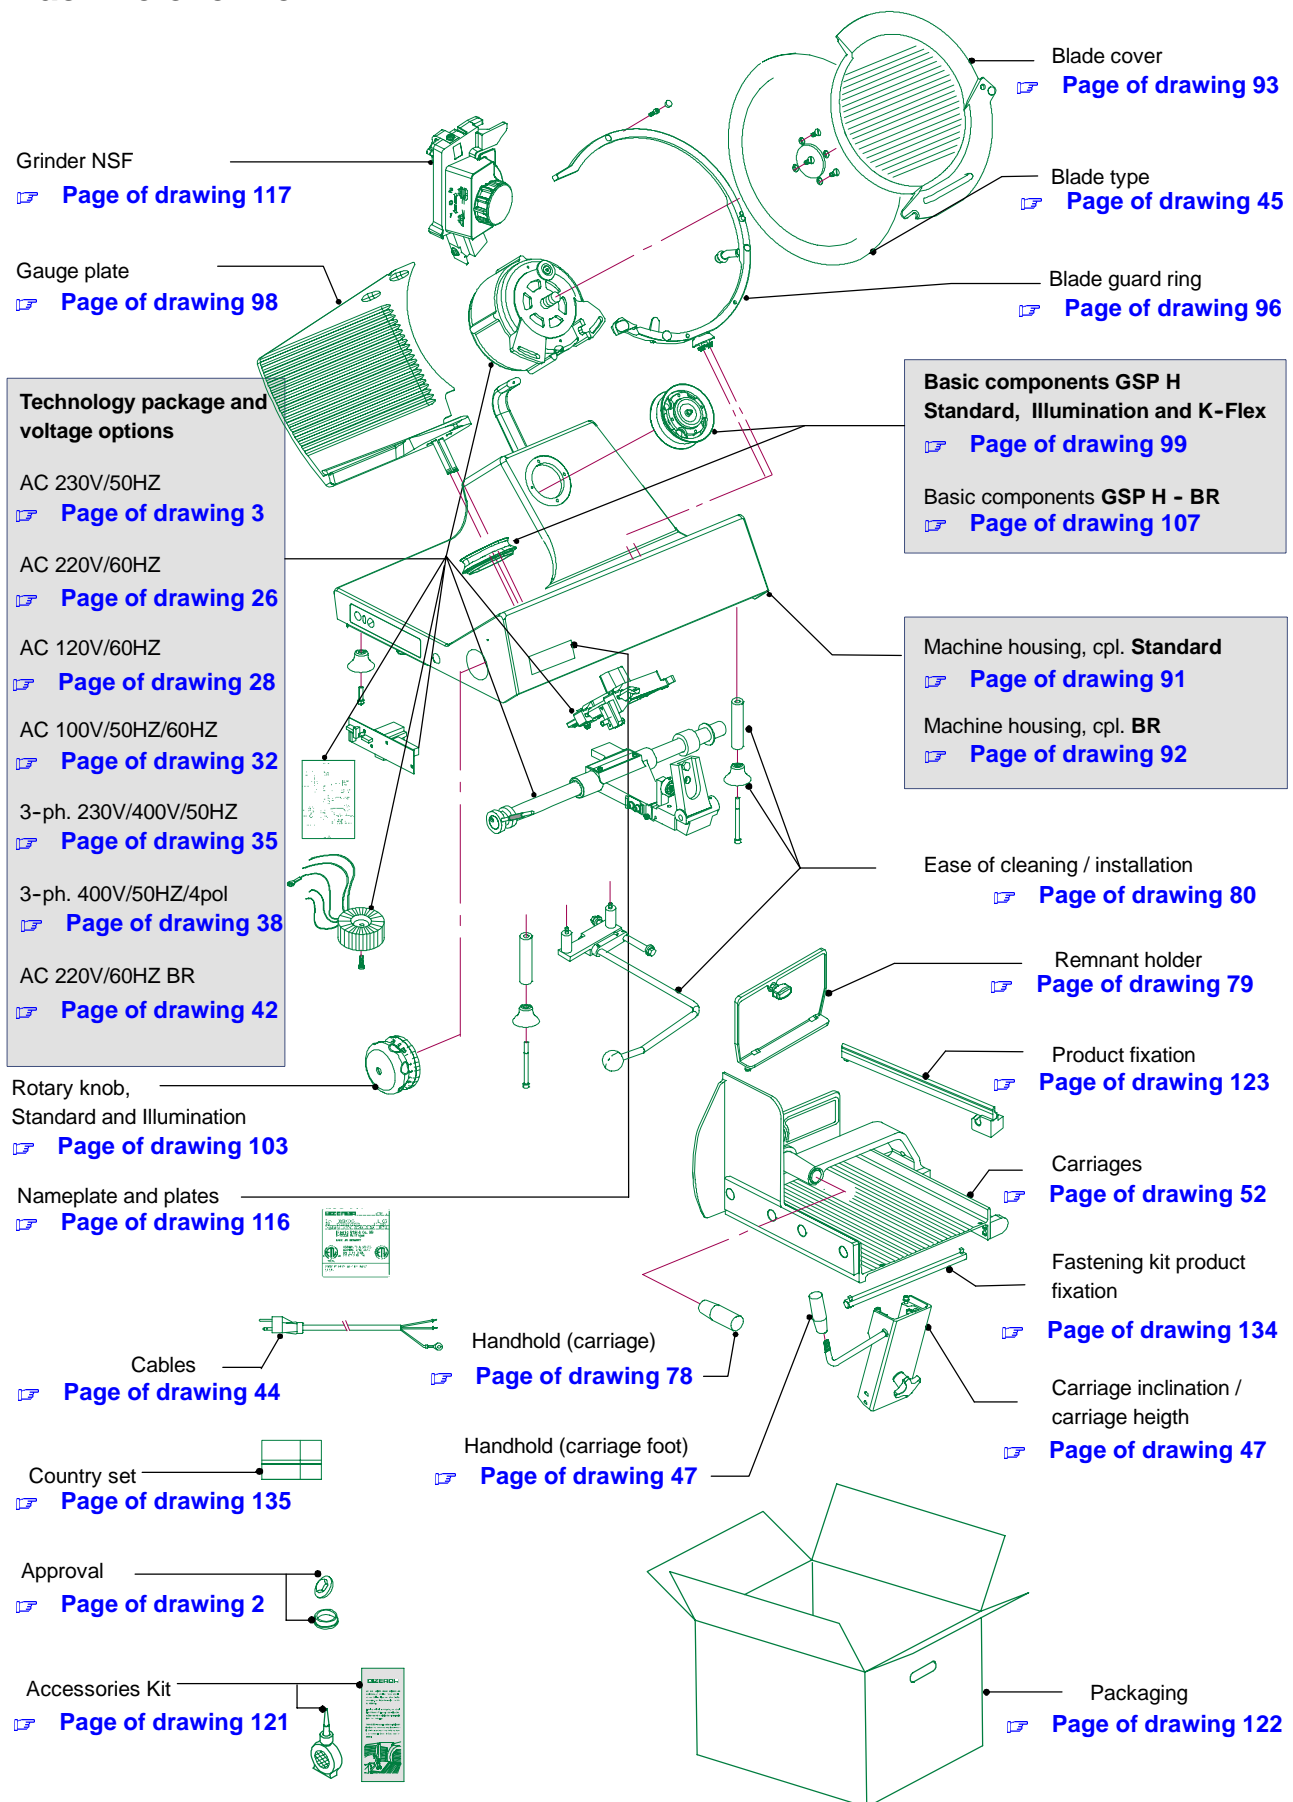 Blade cover
Page of drawing 93
Grinder NSF
Page of drawing 117
Blade type
Page of drawing 45
Gauge plate
Page of drawing 98
Blade guard ring
Page of drawing 96
Technology package and
voltage options
AC 230V/50HZ
Page of drawing 3
AC 220V/60HZ
Page of drawing 26
AC 120V/60HZ
Page of drawing 28
AC 100V/50HZ/60HZ
Page of drawing 32
3-ph. 230V/400V/50HZ
Page of drawing 35
3-ph. 400V/50HZ/4pol
Page of drawing 38
AC 220V/60HZ BR
Page of drawing 42
Basic components GSP H
Standard, Illumination and K-Flex
Page of drawing 99
Basic components GSP H - BR
Page of drawing 107
Machine housing, cpl. Standard
Page of drawing 91
Machine housing, cpl. BR
Page of drawing 92
Ease of cleaning / installation
Page of drawing 80
Remnant holder
Page of drawing 79
Product fixation
Page of drawing 123
Rotary knob,
Standard and Illumination
Page of drawing 103
Carriages
Page of drawing 52
Nameplate and plates
Page of drawing 116
Fastening kit product
fixation
Page of drawing 134
Handhold (carriage)
Page of drawing 78
Cables
Page of drawing 44
Carriage inclination /
carriage heigth
Page of drawing 47
Handhold (carriage foot)
Page of drawing 47
Country set
Page of drawing 135
Approval
Page of drawing 2
Accessories Kit
Page of drawing 121
BIZERBA
Packaging
Page of drawing 122